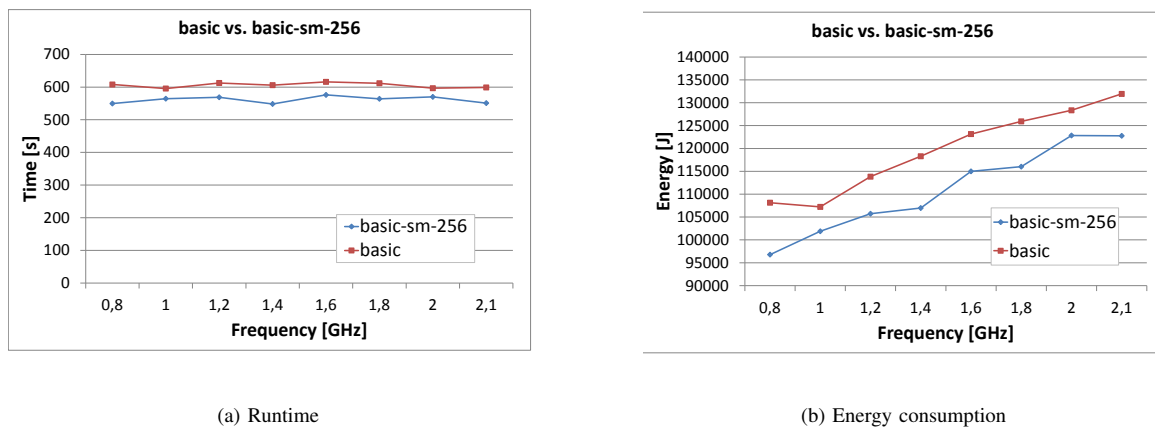 basic vs. basic-sm-256
700
600
500
400
300
200
100
0
Time [s]
basic-sm-256
basic
0,8 1 1,2 1,4 1,6 1,8 2 2,1
Frequency [GHz]
(a) Runtime
basic vs. basic-sm-256
140000
135000
130000
125000
120000
115000
110000
105000
100000
95000
90000
Energy [J]
basic-sm-256
basic
0,8 1 1,2 1,4 1,6 1,8 2 2,1
Frequency [GHz]
(b) Energy consumption